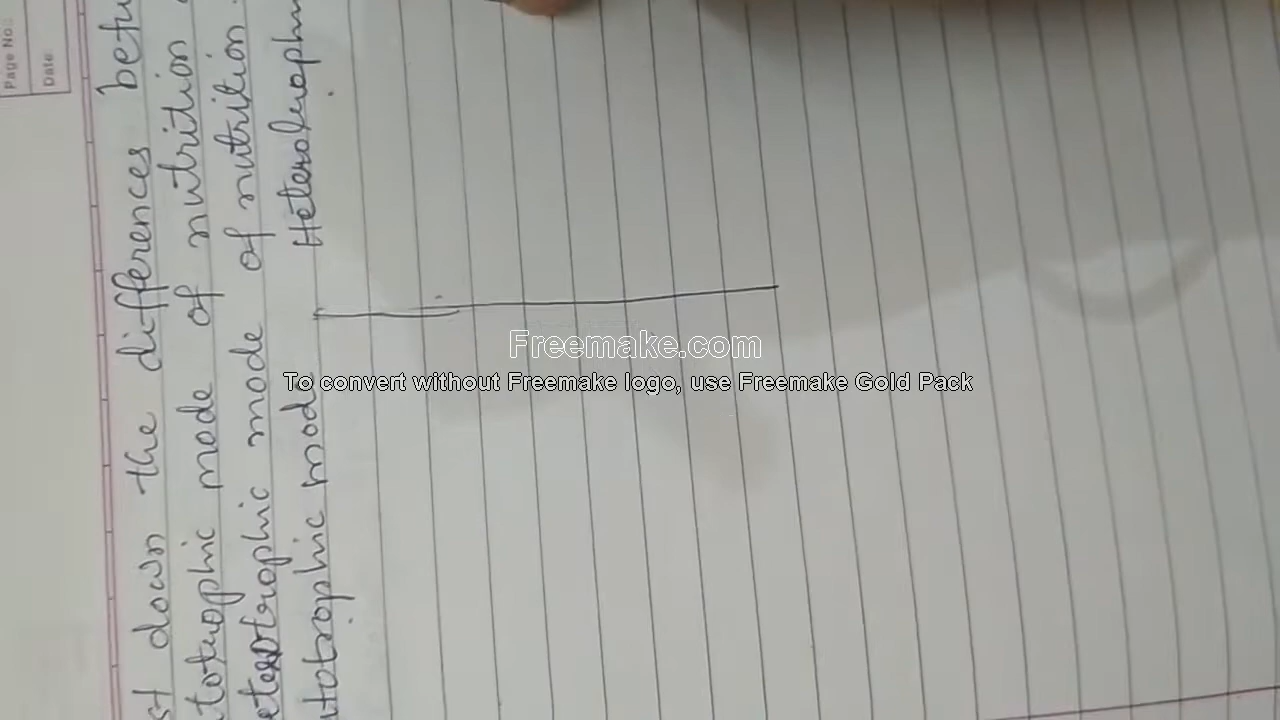 Page No:
Date
st down the differences betw
utotrophic mode of nutrition
eterotrophic mode of nutrition.
utotrophic mode Heterotroph
Freemake.com
To convert without Freemake logo, use Freemake Gold Pack